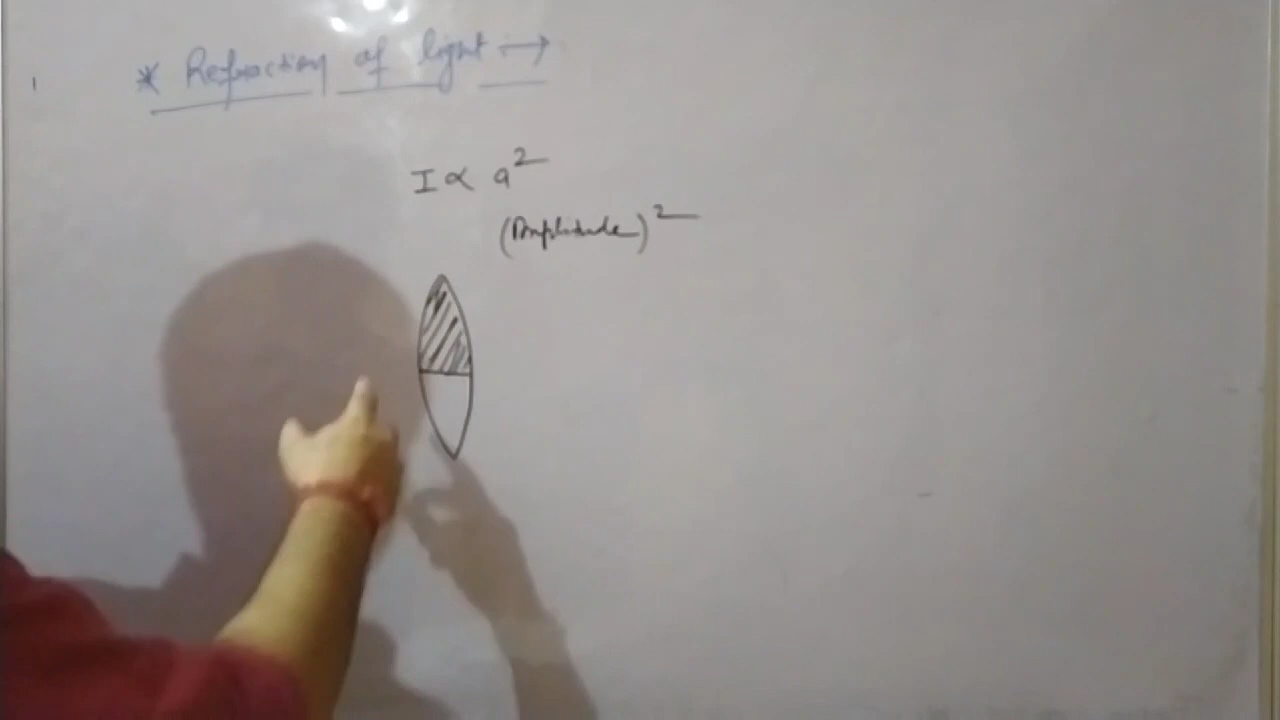 * Refraction of light →
I ∝ a²
(Amplitude)²